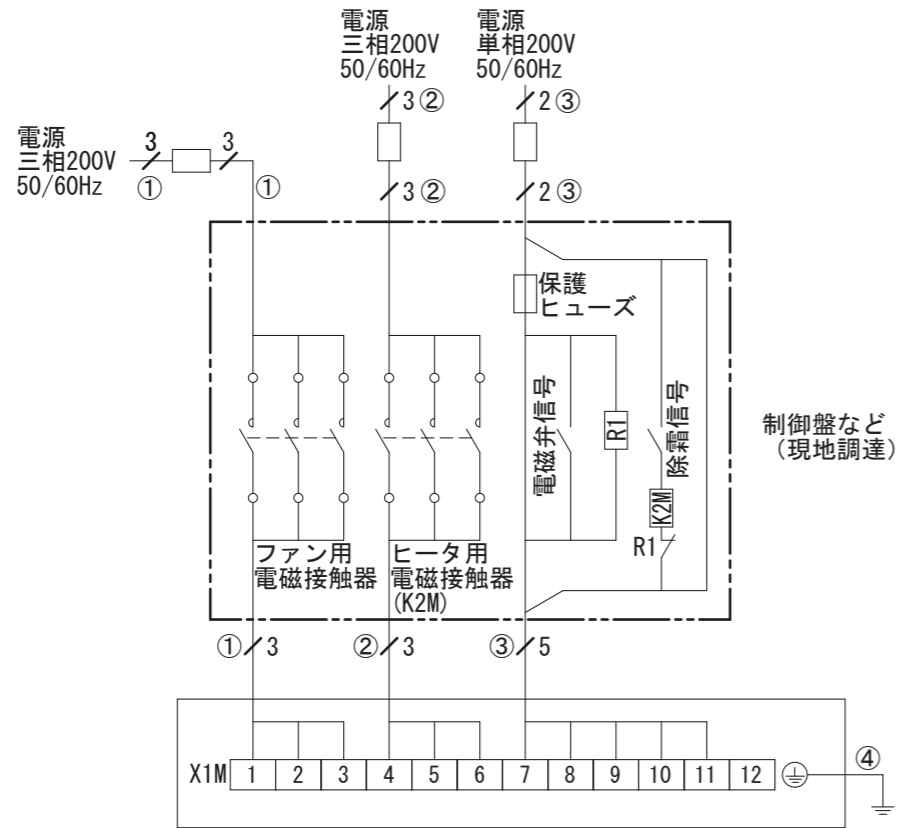 電源
三相200V
50/60Hz
3
②
3
②
電源
単相200V
50/60Hz
2
③
2
③
電源
三相200V
50/60Hz
3
①
3
①
保護
ヒューズ
電磁弁信号
R1
除霜信号
K2M
R1
ファン用
電磁接触器
ヒータ用
電磁接触器
(K2M)
制御盤など
(現地調達)
① 3
② 3
③ 5
X1M 1 2 3 4 5 6 7 8 9 10 11 12
④